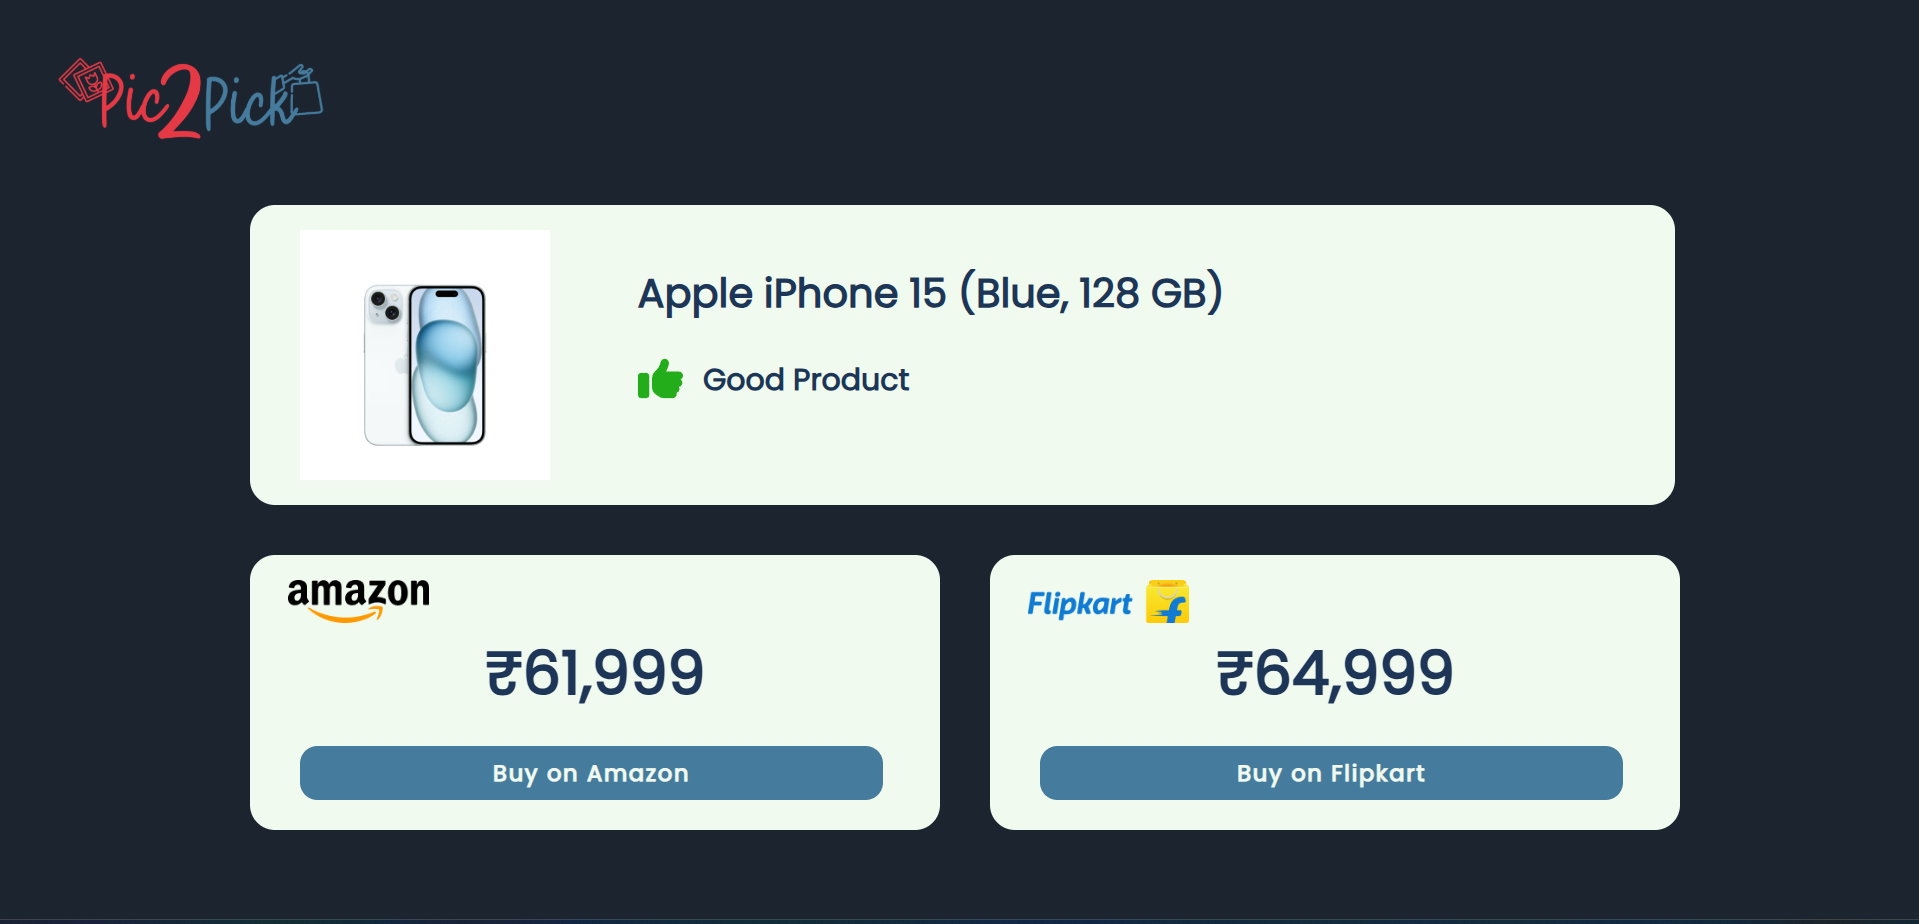 Pic2Pick
Apple iPhone 15 (Blue, 128 GB)
Good Product
amazon
₹61,999
Buy on Amazon
Flipkart
₹64,999
Buy on Flipkart